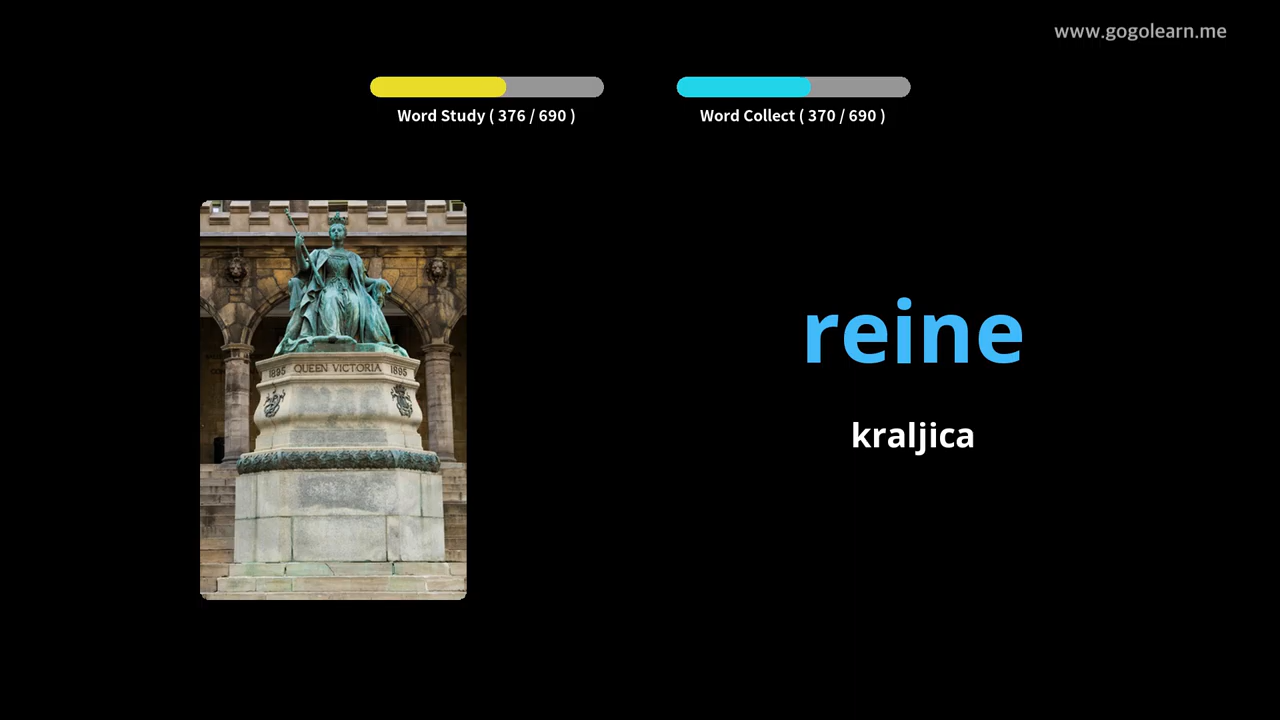 www.gogolearn.me
Word Study ( 376 / 690 )
Word Collect ( 370 / 690 )
1895 QUEEN VICTORIA 1895
reine
kraljica